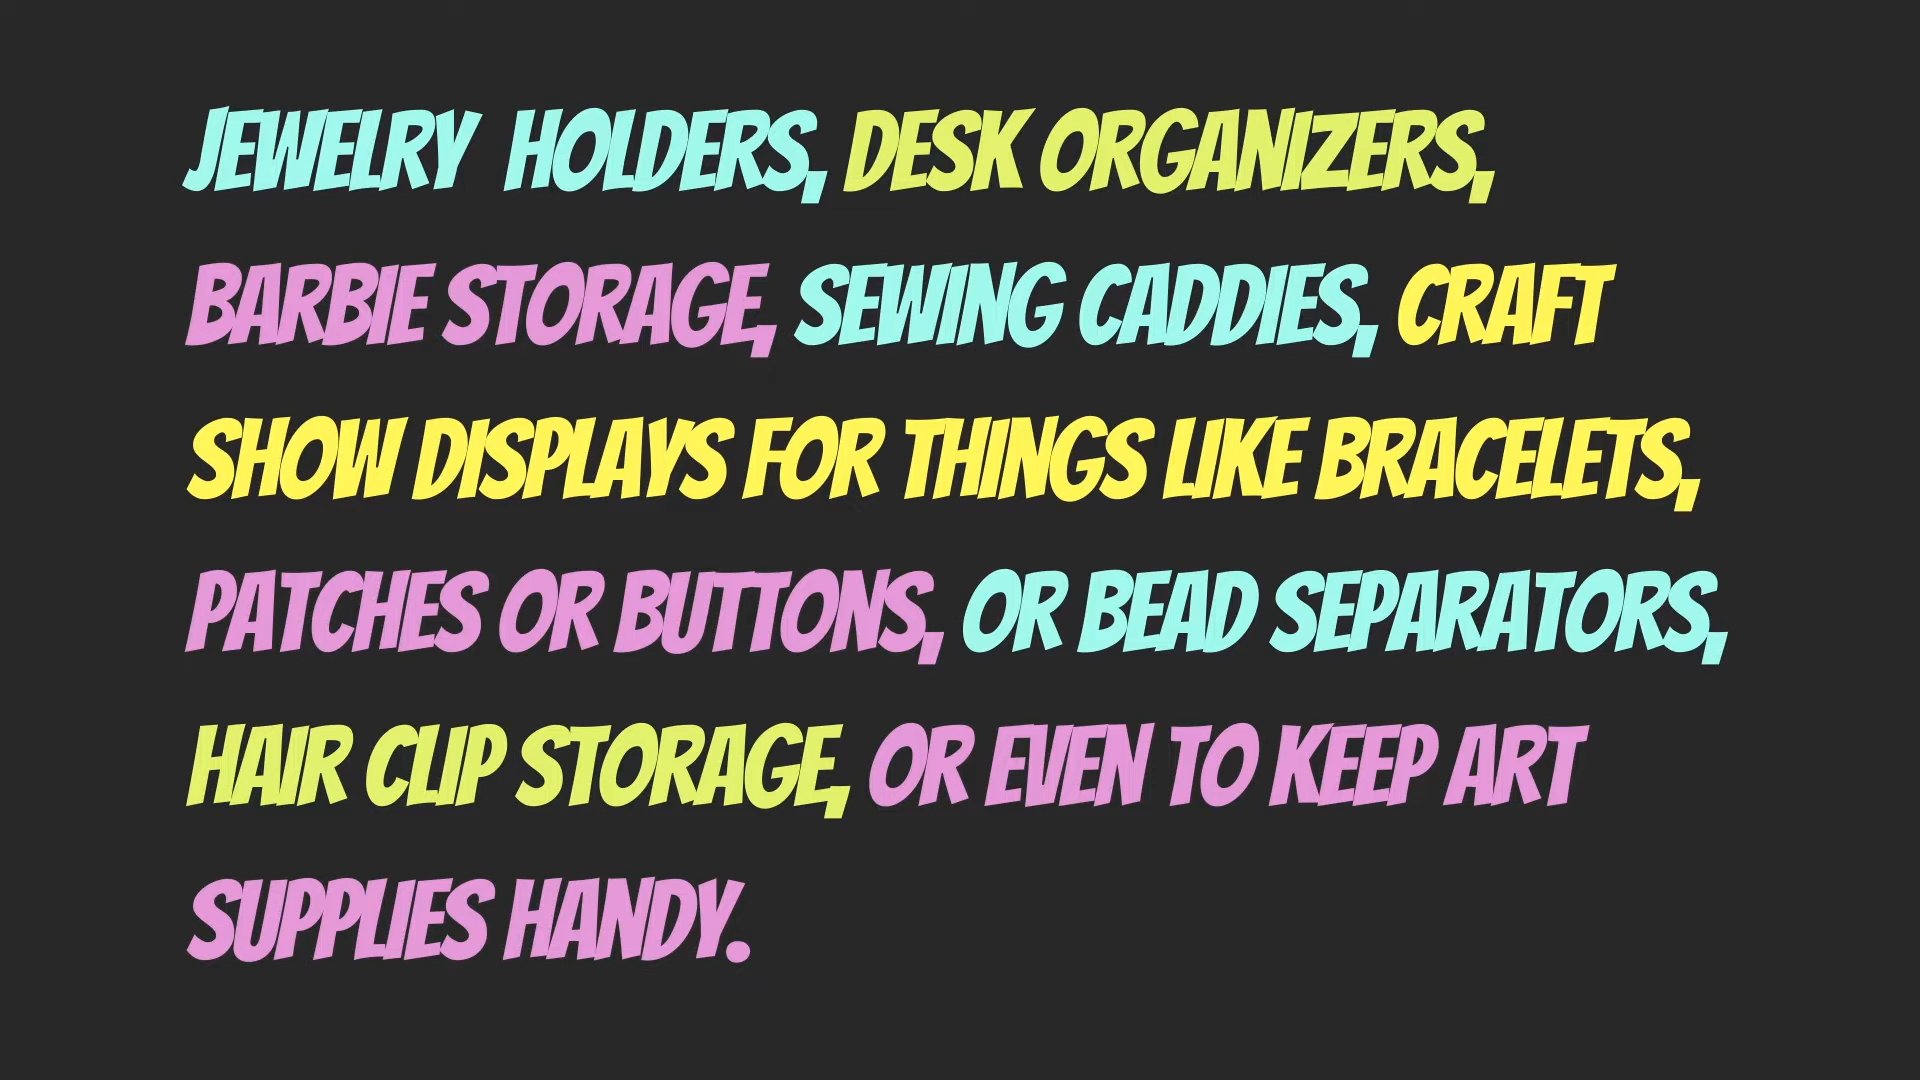 JEWELRY  HOLDERS, DESK ORGANIZERS,
BARBIE STORAGE, SEWING CADDIES, CRAFT
SHOW DISPLAYS FOR THINGS LIKE BRACELETS,
PATCHES OR BUTTONS, OR BEAD SEPARATORS,
HAIR CLIP STORAGE, OR EVEN TO KEEP ART
SUPPLIES HANDY.